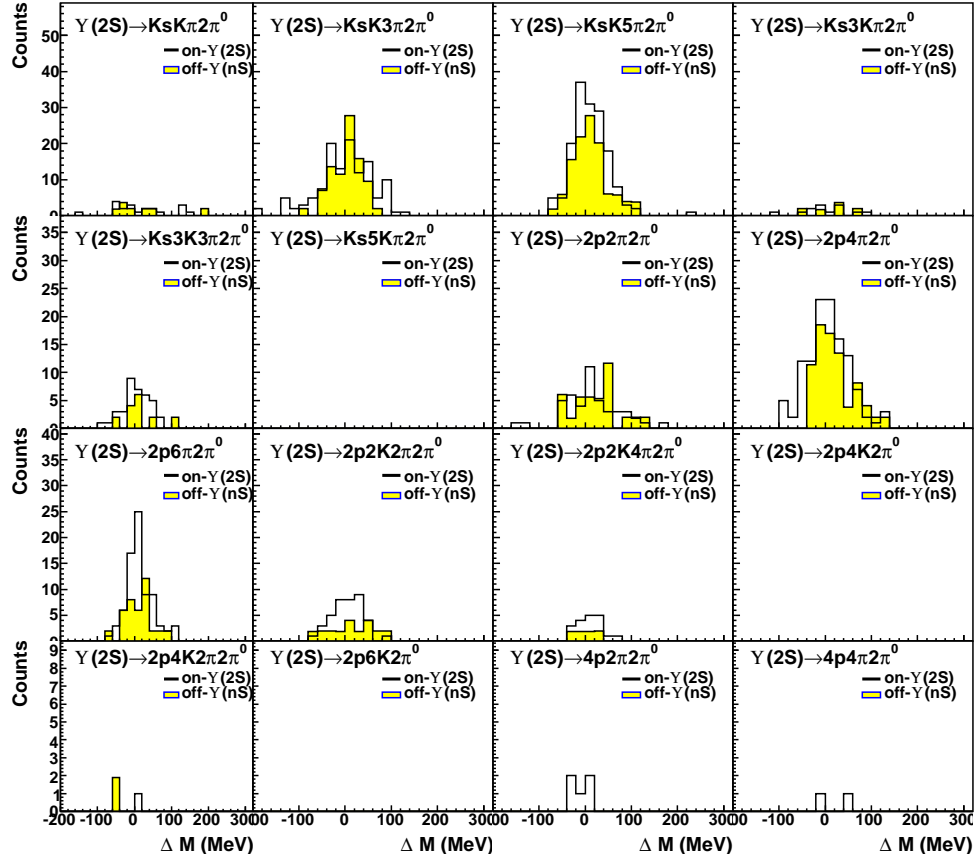 Counts
ϒ(2S)→KsKπ2π⁰
on-ϒ(2S)
off-ϒ(nS)
ϒ(2S)→KsK3π2π⁰
on-ϒ(2S)
off-ϒ(nS)
ϒ(2S)→KsK5π2π⁰
on-ϒ(2S)
off-ϒ(nS)
ϒ(2S)→Ks3Kπ2π⁰
on-ϒ(2S)
off-ϒ(nS)
50
40
30
20
10
0
Counts
ϒ(2S)→Ks3K3π2π⁰
on-ϒ(2S)
off-ϒ(nS)
ϒ(2S)→Ks5Kπ2π⁰
on-ϒ(2S)
off-ϒ(nS)
ϒ(2S)→2p2π2π⁰
on-ϒ(2S)
off-ϒ(nS)
ϒ(2S)→2p4π2π⁰
on-ϒ(2S)
off-ϒ(nS)
35
30
25
20
15
10
5
0
Counts
ϒ(2S)→2p6π2π⁰
on-ϒ(2S)
off-ϒ(nS)
ϒ(2S)→2p2K2π2π⁰
on-ϒ(2S)
off-ϒ(nS)
ϒ(2S)→2p2K4π2π⁰
on-ϒ(2S)
off-ϒ(nS)
ϒ(2S)→2p4K2π⁰
on-ϒ(2S)
off-ϒ(nS)
40
35
30
25
20
15
10
5
0
Counts
ϒ(2S)→2p4K2π2π⁰
on-ϒ(2S)
off-ϒ(nS)
ϒ(2S)→2p6K2π⁰
on-ϒ(2S)
off-ϒ(nS)
ϒ(2S)→4p2π2π⁰
on-ϒ(2S)
off-ϒ(nS)
ϒ(2S)→4p4π2π⁰
on-ϒ(2S)
off-ϒ(nS)
9
8
7
6
5
4
3
2
1
0
-200 -100 0 100 200
-100 0 100 200 300
-100 0 100 200 300
-100 0 100 200 300
Δ M (MeV)
Δ M (MeV)
Δ M (MeV)
Δ M (MeV)